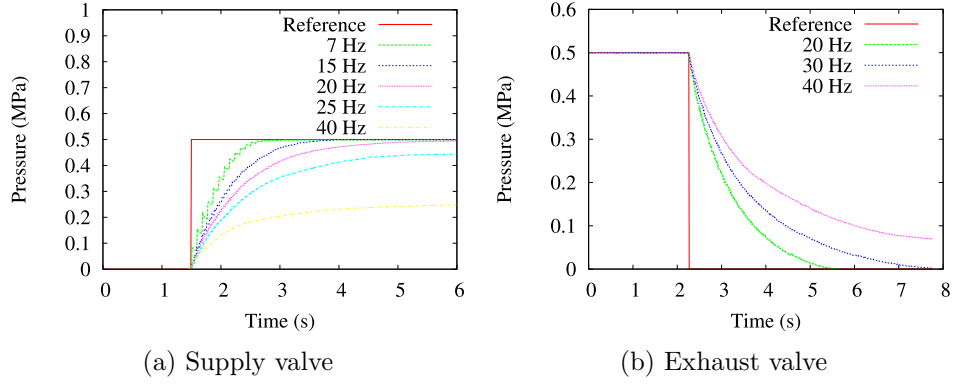 Pressure (MPa)
1
0.9
0.8
0.7
0.6
0.5
0.4
0.3
0.2
0.1
0
0 1 2 3 4 5 6
Time (s)
Reference
7 Hz
15 Hz
20 Hz
25 Hz
40 Hz
(a) Supply valve
Pressure (MPa)
0.6
0.5
0.4
0.3
0.2
0.1
0
0 1 2 3 4 5 6 7 8
Time (s)
Reference
20 Hz
30 Hz
40 Hz
(b) Exhaust valve